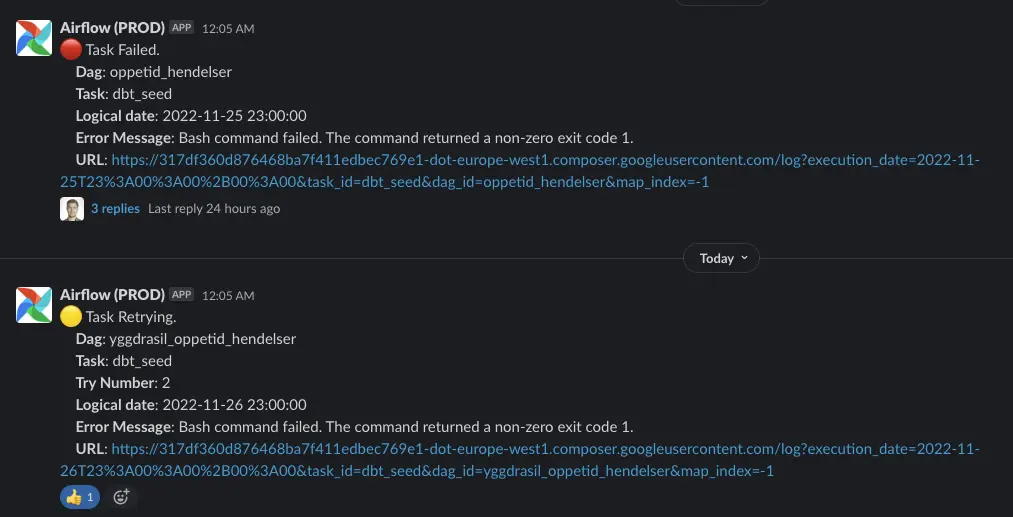 Airflow (PROD) APP 12:05 AM
Task Failed.
Dag: oppetid_hendelser
Task: dbt_seed
Logical date: 2022-11-25 23:00:00
Error Message: Bash command failed. The command returned a non-zero exit code 1.
URL: https://317df360d876468ba7f411edbec769e1-dot-europe-west1.composer.googleusercontent.com/log?execution_date=2022-11-
25T23%3A00%3A00%2B00%3A00&task_id=dbt_seed&dag_id=oppetid_hendelser&map_index=-1
3 replies Last reply 24 hours ago
Today
Airflow (PROD) APP 12:05 AM
Task Retrying.
Dag: yggdrasil_oppetid_hendelser
Task: dbt_seed
Try Number: 2
Logical date: 2022-11-26 23:00:00
Error Message: Bash command failed. The command returned a non-zero exit code 1.
URL: https://317df360d876468ba7f411edbec769e1-dot-europe-west1.composer.googleusercontent.com/log?execution_date=2022-11-
26T23%3A00%3A00%2B00%3A00&task_id=dbt_seed&dag_id=yggdrasil_oppetid_hendelser&map_index=-1
1